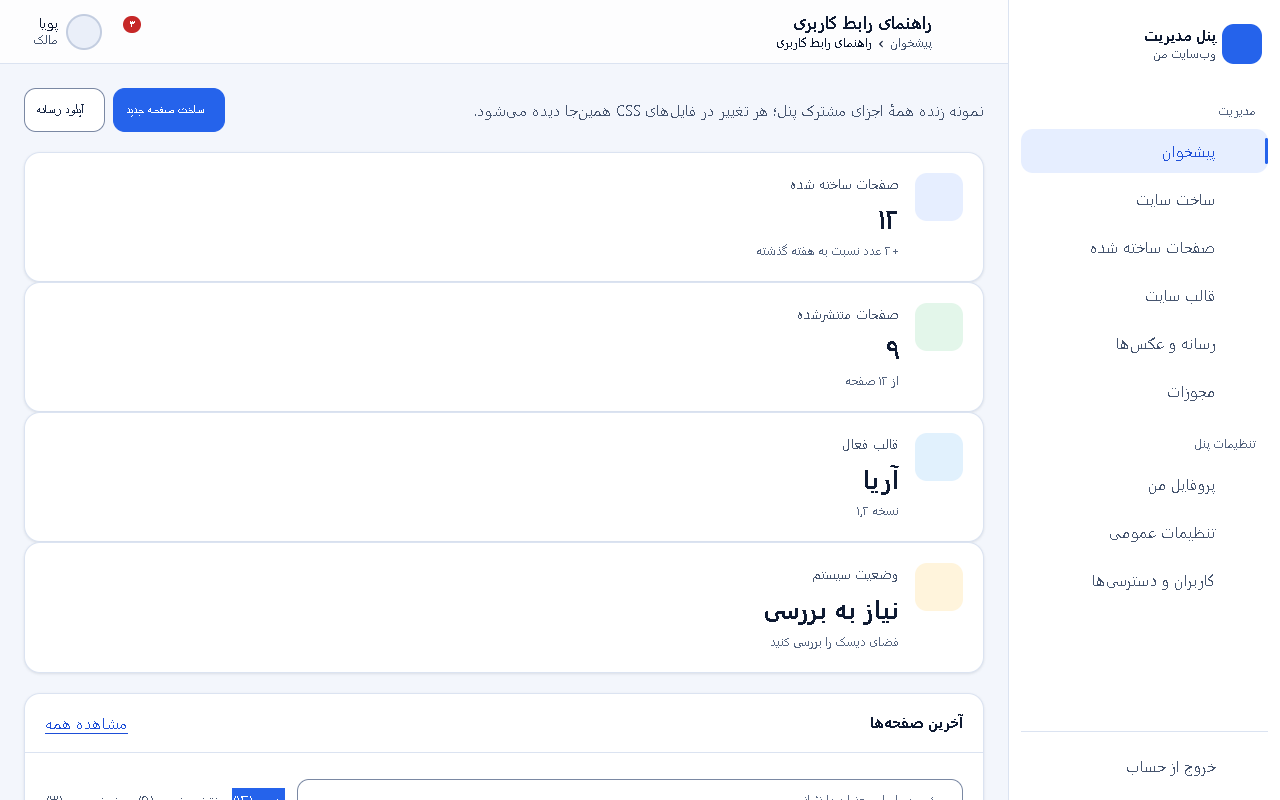 پنل مدیریت
وب‌سایت من
مدیریت
پیشخوان
ساخت سایت
صفحات ساخته شده
قالب سایت
رسانه و عکس‌ها
مجوزات
تنظیمات پنل
پروفایل من
تنظیمات عمومی
کاربران و دسترسی‌ها
خروج از حساب
راهنمای رابط کاربری
پیشخوان › راهنمای رابط کاربری
۳
پویا
مالک
نمونه زنده همهٔ اجزای مشترک پنل؛ هر تغییر در فایل‌های CSS همین‌جا دیده می‌شود.
ساخت صفحه جدید
آپلود رسانه
صفحات ساخته شده
۱۲
+۲ عدد نسبت به هفته گذشته
صفحات منتشرشده
۹
از ۱۲ صفحه
قالب فعال
آریا
نسخه ۱٫۲
وضعیت سیستم
نیاز به بررسی
فضای دیسک را بررسی کنید
آخرین صفحه‌ها
مشاهده همه